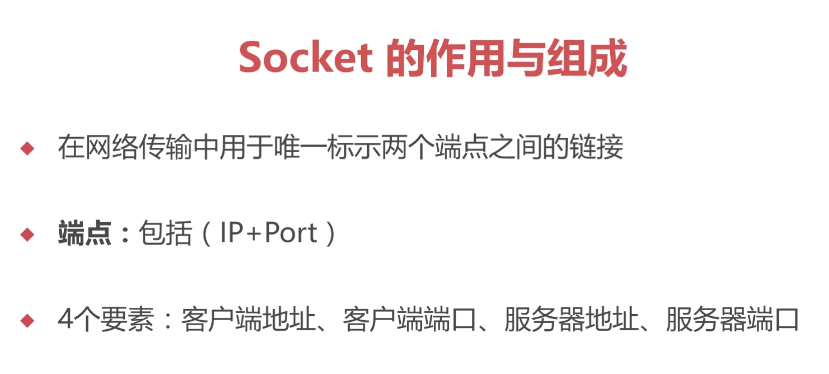 Socket 的作用与组成
在网络传输中用于唯一标示两个端点之间的链接
端点：包括（IP+Port）
4个要素：客户端地址、客户端端口、服务器地址、服务器端口